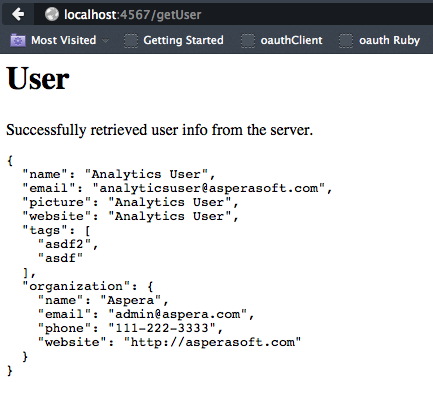 localhost:4567/getUser
Most Visited Getting Started oauthClient oauth Ruby
User
Successfully retrieved user info from the server.
{
  "name": "Analytics User",
  "email": "analyticsuser@asperasoft.com",
  "picture": "Analytics User",
  "website": "Analytics User",
  "tags": [
    "asdf2",
    "asdf"
  ],
  "organization": {
    "name": "Aspera",
    "email": "admin@aspera.com",
    "phone": "111-222-3333",
    "website": "http://asperasoft.com"
  }
}